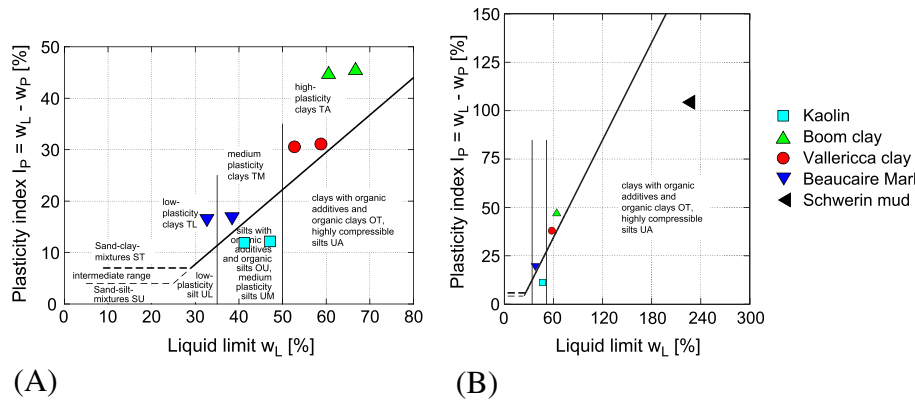 50
40
30
20
10
0
0 10 20 30 40 50 60 70 80
Plasticity index I_P = w_L - w_P [%]
Liquid limit w_L [%]
high-
plasticity
clays TA
medium
plasticity
clays TM
low-
plasticity
clays TL
clays with organic
additives and
organic clays OT,
highly compressible
silts UA
silts with
organic
additives
and organic
silts OU,
medium
plasticity
silts UM
Sand-clay-
mixtures ST
intermediate range
Sand-silt-
mixtures SU
low-
plasticity
silt UL
(A)
150
125
100
75
50
25
0
0 60 120 180 240 300
Plasticity index I_P = w_L - w_P [%]
Liquid limit w_L [%]
clays with organic
additives and
organic clays OT,
highly compressible
silts UA
(B)
Kaolin
Boom clay
Vallericca clay
Beaucaire Marl
Schwerin mud